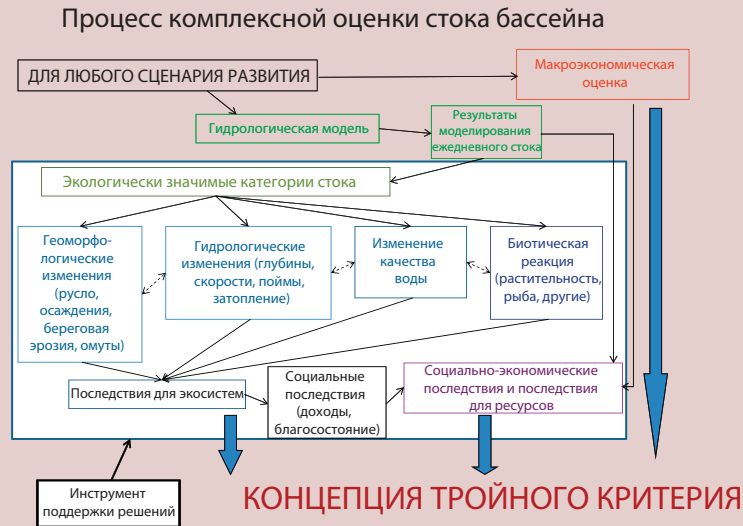 Процесс комплексной оценки стока бассейна
ДЛЯ ЛЮБОГО СЦЕНАРИЯ РАЗВИТИЯ
Макроэкономическая
оценка
Гидрологическая модель
Результаты
моделирования
ежедневного стока
Экологически значимые категории стока
Геоморфо-
логические
изменения
(русло,
осаждения,
береговая
эрозия, омуты)
Гидрологические
изменения (глубины,
скорости, поймы,
затопление)
Изменение
качества
воды
Биотическая
реакция
(растительность,
рыба, другие)
Последствия для экосистем
Социальные
последствия
(доходы,
благосостояние)
Социально-экономические
последствия и последствия
для ресурсов
Инструмент
поддержки решений
КОНЦЕПЦИЯ ТРОЙНОГО КРИТЕРИЯ